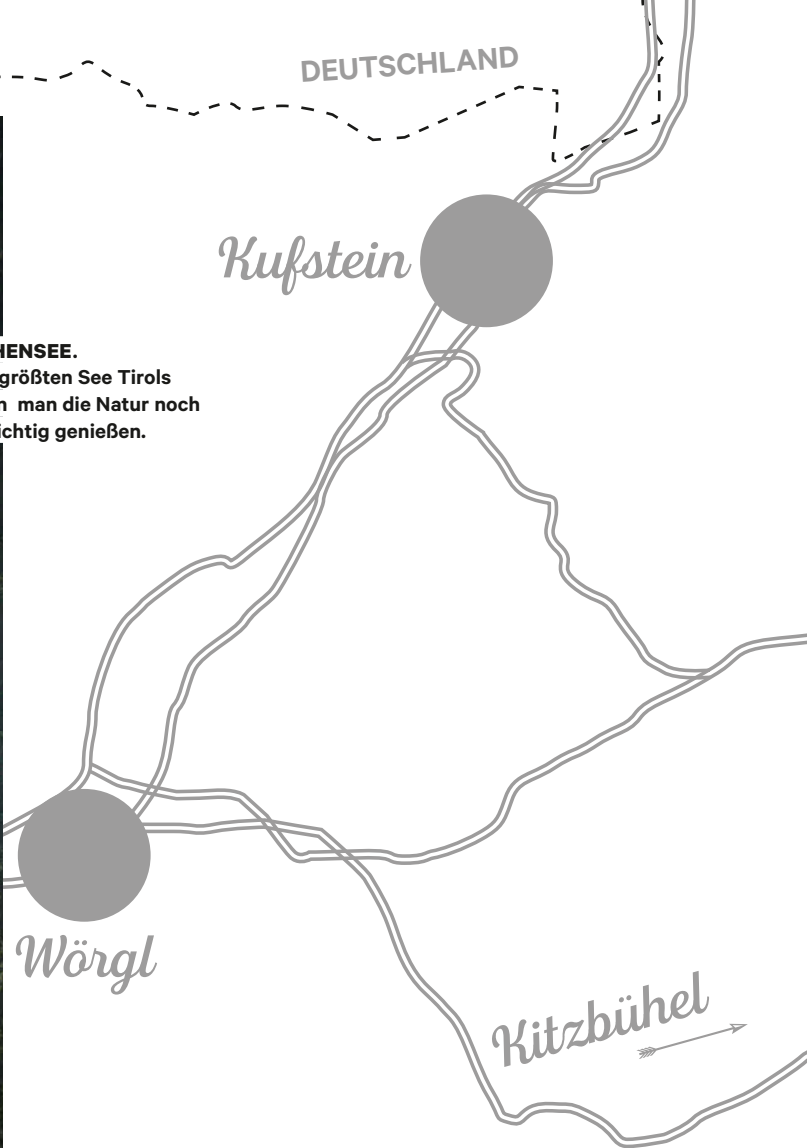 DEUTSCHLAND
Kufstein
HENSEE.
größten See Tirols
man die Natur noch
ichtig genießen.
Wörgl
Kitzbühel